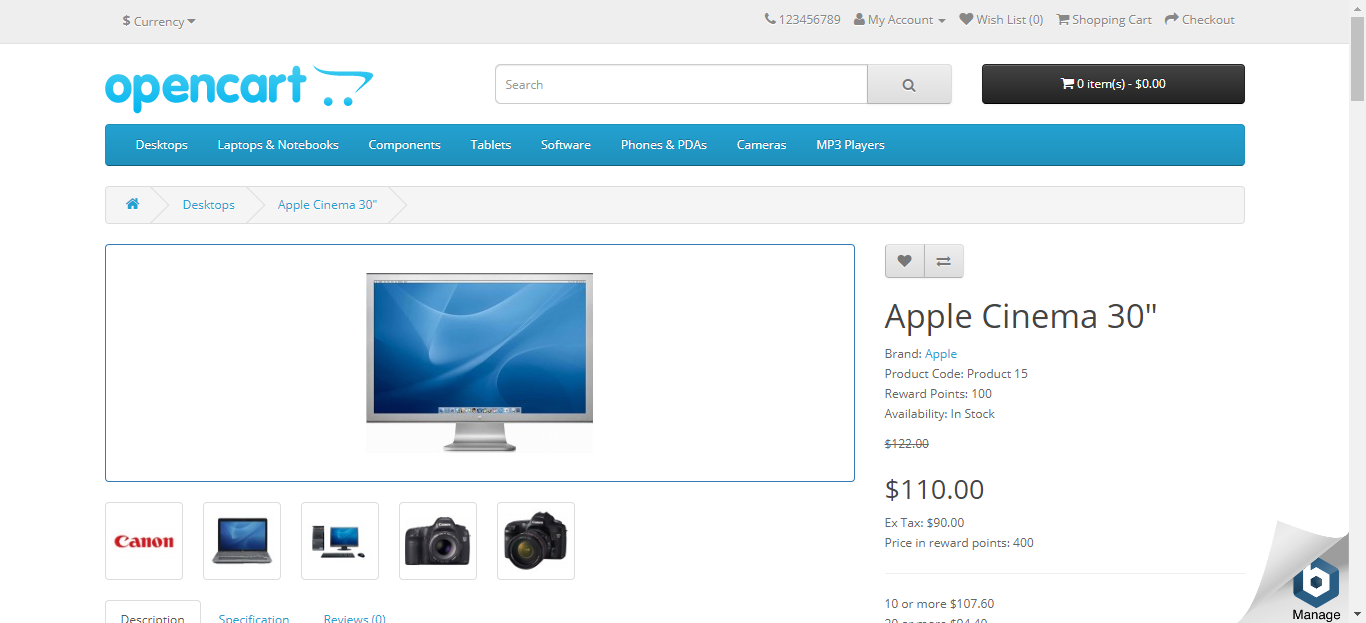 $ Currency
123456789 My Account Wish List (0) Shopping Cart Checkout
opencart
Search
0 item(s) - $0.00
Desktops Laptops & Notebooks Components Tablets Software Phones & PDAs Cameras MP3 Players
Desktops Apple Cinema 30"
Apple Cinema 30"
Brand: Apple
Product Code: Product 15
Reward Points: 100
Availability: In Stock
$122.00
$110.00
Ex Tax: $90.00
Price in reward points: 400
10 or more $107.60
20 or more $94.40
Canon
Description Specification Reviews (0)
Manage